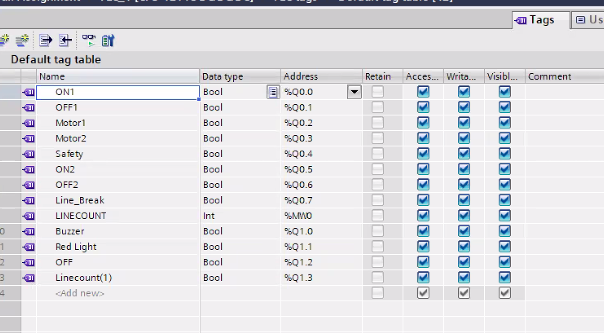 Tags Us
Default tag table
Name Data type Address Retain Acces... Writa... Visibl... Comment
ON1 Bool %Q0.0
OFF1 Bool %Q0.1
Motor1 Bool %Q0.2
Motor2 Bool %Q0.3
Safety Bool %Q0.4
ON2 Bool %Q0.5
OFF2 Bool %Q0.6
Line_Break Bool %Q0.7
LINECOUNT Int %MW0
0 Buzzer Bool %Q1.0
1 Red Light Bool %Q1.1
2 OFF Bool %Q1.2
3 Linecount(1) Bool %Q1.3
4 <Add new>